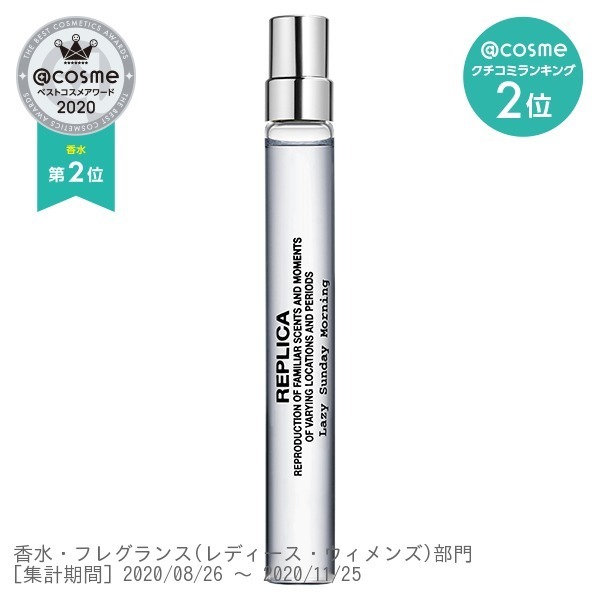 THE BEST COSMETICS AWARDS
@cosme
ベストコスメアワード
2020
香水
第2位
@cosme
クチコミランキング
2位
REPLICA
REPRODUCTION OF FAMILIAR SCENTS AND MOMENTS
OF VARYING LOCATIONS AND PERIODS
Lazy Sunday Morning
香水・フレグランス(レディース・ウィメンズ)部門
[集計期間] 2020/08/26 ～ 2020/11/25